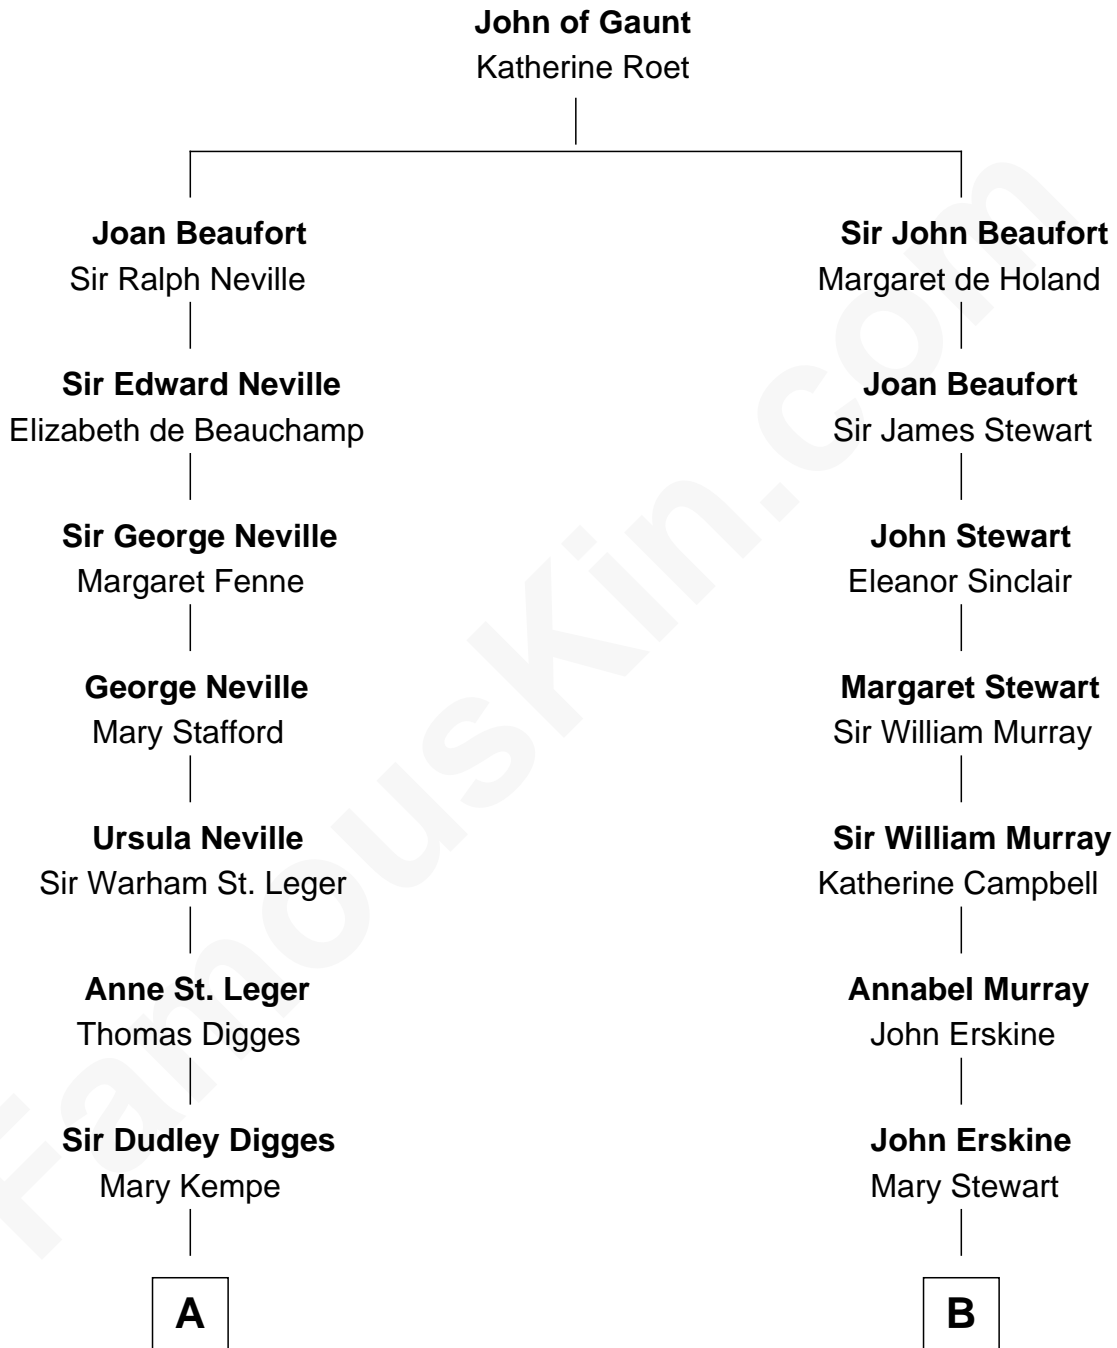 John of Gaunt
Katherine Roet
Joan Beaufort
Sir Ralph Neville
Sir John Beaufort
Margaret de Holand
Sir Edward Neville
Elizabeth de Beauchamp
Joan Beaufort
Sir James Stewart
Sir George Neville
Margaret Fenne
John Stewart
Eleanor Sinclair
George Neville
Mary Stafford
Margaret Stewart
Sir William Murray
Ursula Neville
Sir Warham St. Leger
Sir William Murray
Katherine Campbell
Anne St. Leger
Thomas Digges
Annabel Murray
John Erskine
Sir Dudley Digges
Mary Kempe
John Erskine
Mary Stewart
A
B
FamousKin.com